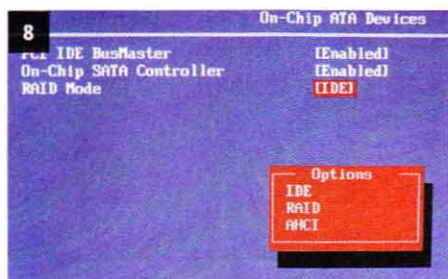 On-Chip ATA Devices
8
PCI IDE BusMaster [Enabled]
On-Chip SATA Controller [Enabled]
RAID Mode [IDE]
Options
IDE
RAID
AHCI